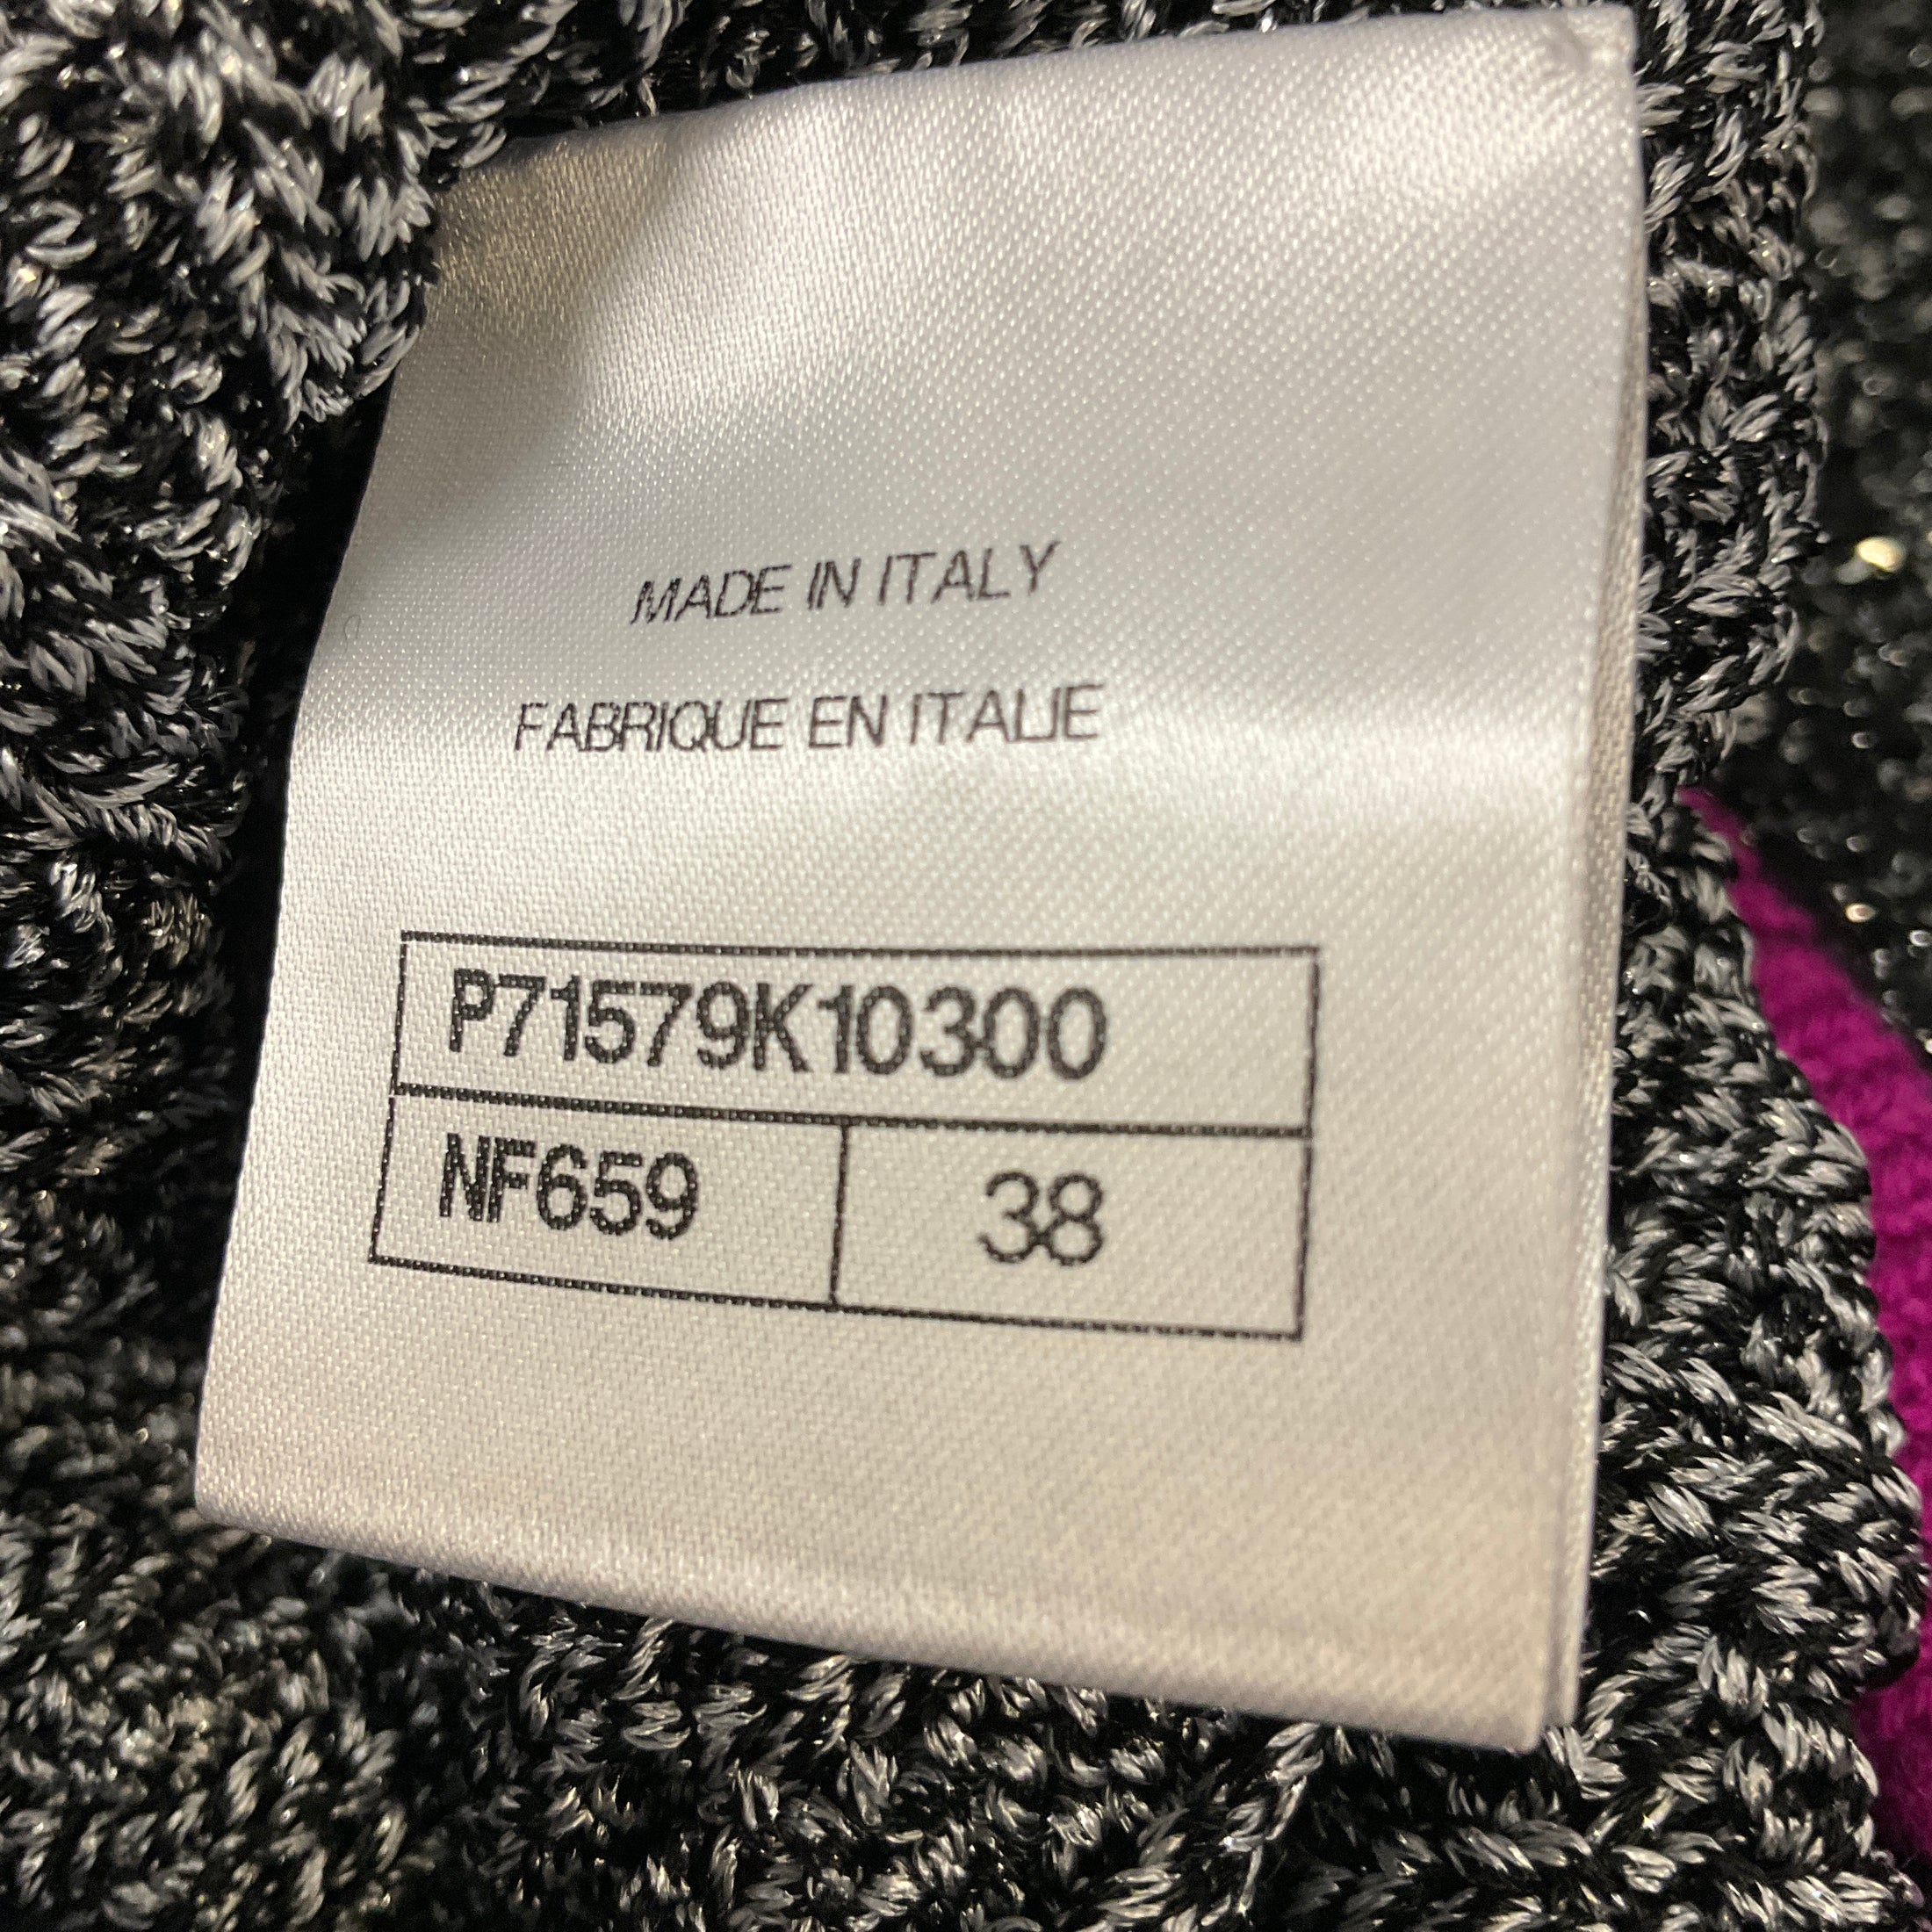 MADE IN ITALY
FABRIQUE EN ITALIE
P71579K10300
NF659 38